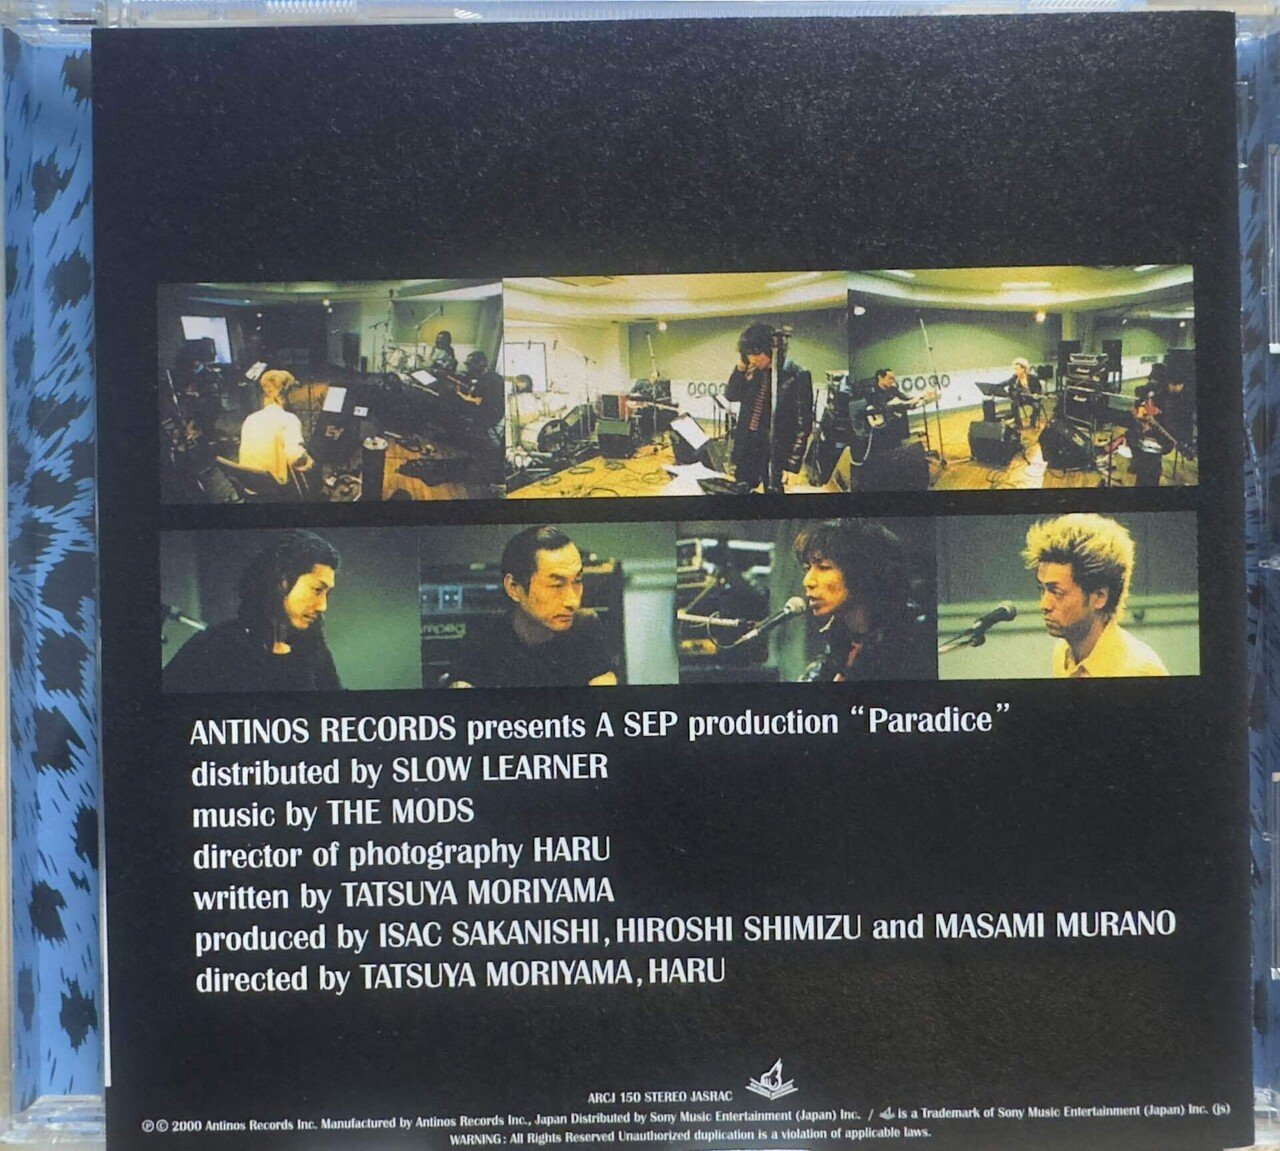 ampeg
ANTINOS RECORDS presents A SEP production “Paradice”
distributed by SLOW LEARNER
music by THE MODS
director of photography HARU
written by TATSUYA MORIYAMA
produced by ISAC SAKANISHI, HIROSHI SHIMIZU and MASAMI MURANO
directed by TATSUYA MORIYAMA, HARU
ARCJ 150 STEREO JASRAC
℗© 2000 Antinos Records Inc. Manufactured by Antinos Records Inc., Japan Distributed by Sony Music Entertainment (Japan) Inc. / is a Trademark of Sony Music Entertainment (Japan) Inc. (js)
WARNING: All Rights Reserved Unauthorized duplication is a violation of applicable laws.